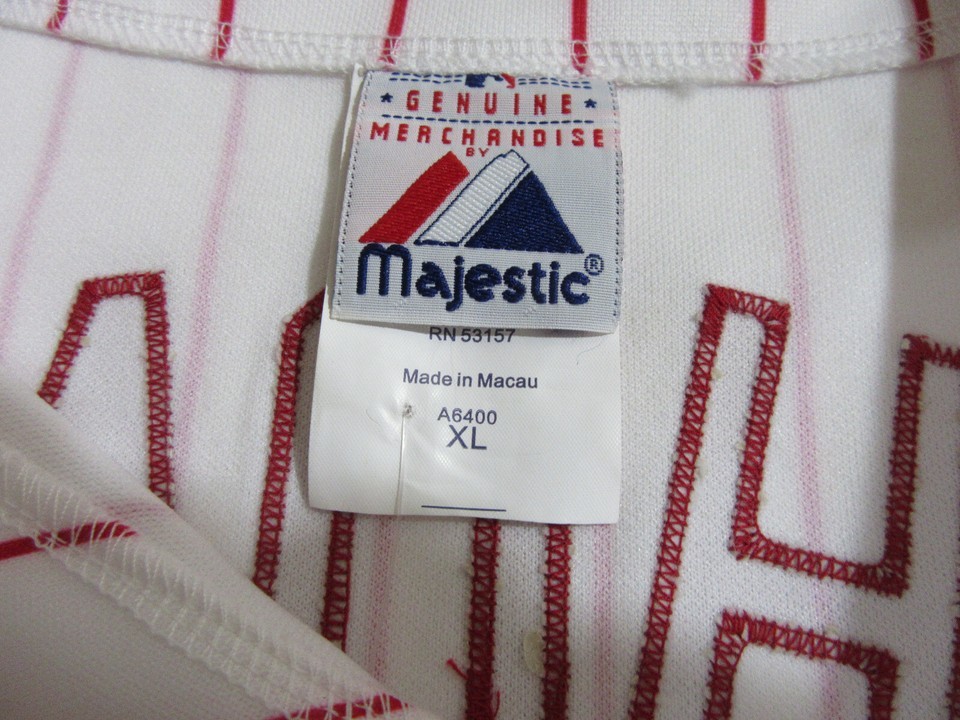 ★ GENUINE ★
MERCHANDISE
BY
Majestic®
RN 53157
Made in Macau
A6400
XL